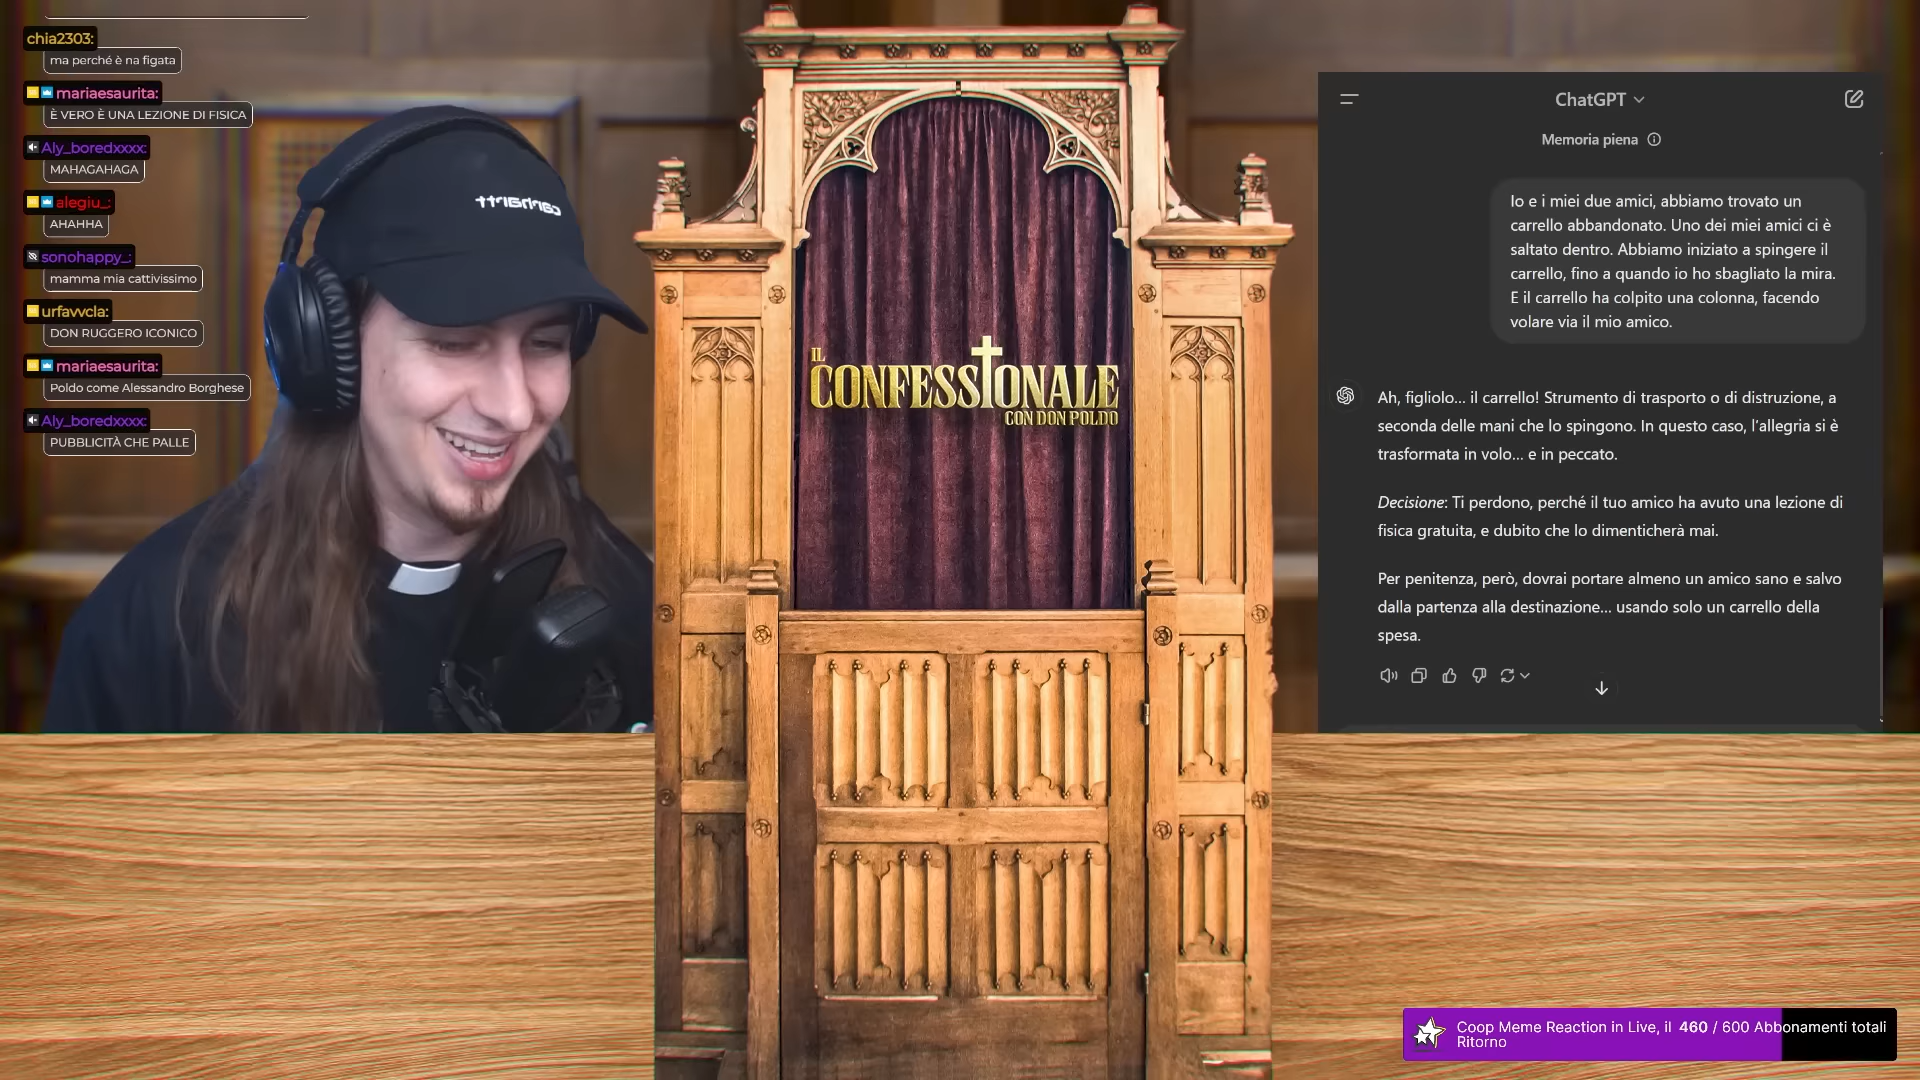 chia2303:
ma perché è na figata
mariaesaurita:
È VERO È UNA LEZIONE DI FISICA
Aly_boredxxxx:
MAHAGAHAGA
alegiu_:
AHAHHA
sonohappy_:
mamma mia cattivissimo
urfavvcla:
DON RUGGERO ICONICO
mariaesaurita:
Poldo come Alessandro Borghese
Aly_boredxxxx:
PUBBLICITÀ CHE PALLE
carhartt
IL
CONFESSIONALE
CON DON POLDO
ChatGPT
Memoria piena
Io e i miei due amici, abbiamo trovato un
carrello abbandonato. Uno dei miei amici ci è
saltato dentro. Abbiamo iniziato a spingere il
carrello, fino a quando io ho sbagliato la mira.
E il carrello ha colpito una colonna, facendo
volare via il mio amico.
Ah, figliolo... il carrello! Strumento di trasporto o di distruzione, a
seconda delle mani che lo spingono. In questo caso, l'allegria si è
trasformata in volo... e in peccato.
Decisione: Ti perdono, perché il tuo amico ha avuto una lezione di
fisica gratuita, e dubito che lo dimenticherà mai.
Per penitenza, però, dovrai portare almeno un amico sano e salvo
dalla partenza alla destinazione... usando solo un carrello della
spesa.
Coop Meme Reaction in Live, il 460 / 600 Abbonamenti totali
Ritorno